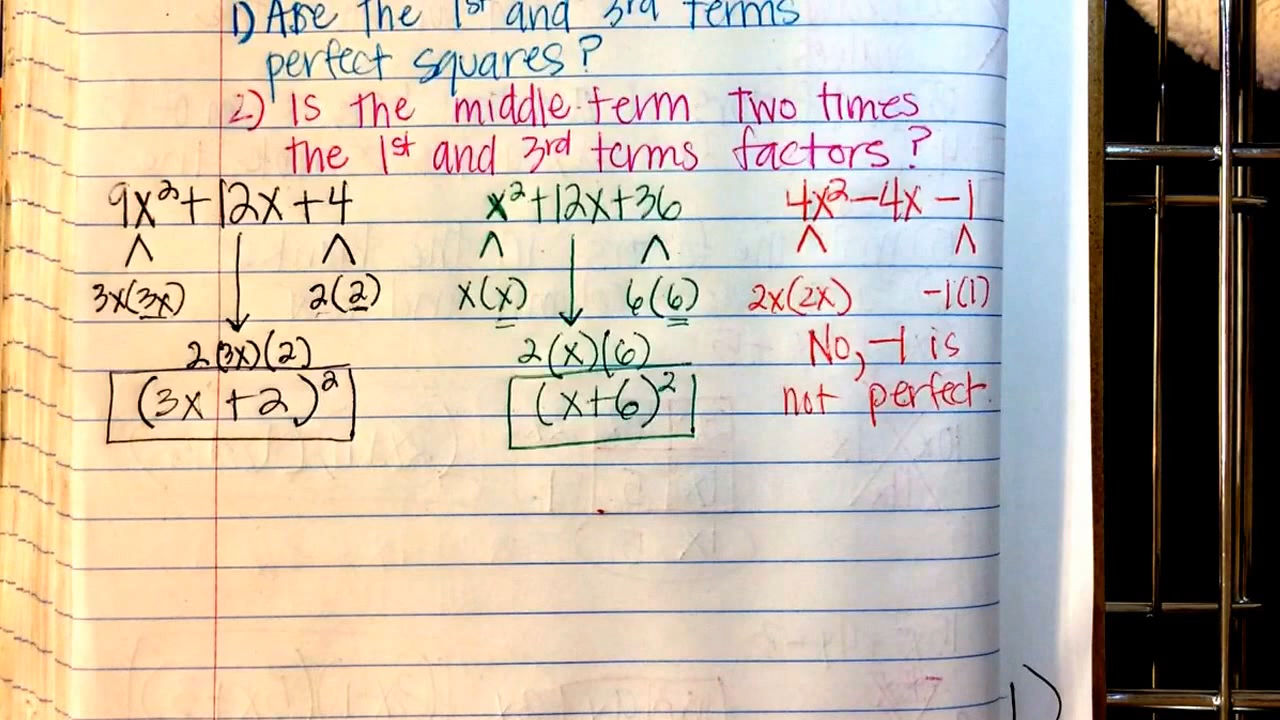 1) Are the 1st and 3rd terms
perfect squares?
2) Is the middle term two times
the 1st and 3rd terms factors?
9x²+12x+4 x²+12x+36 4x²-4x-1
3x(3x) 2(2) x(x) 6(6) 2x(2x) -1(1)
2(3x)(2) 2(x)(6) No, -1 is
(3x+2)² (x+6)² not perfect.